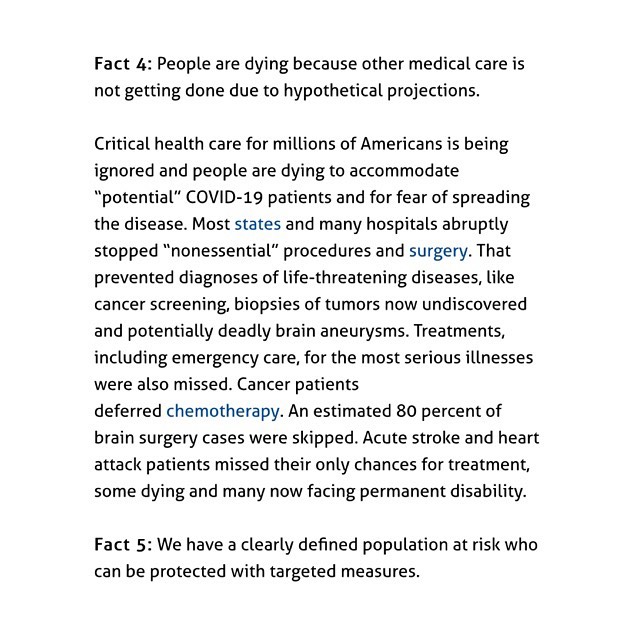 Fact 4: People are dying because other medical care is
not getting done due to hypothetical projections.
Critical health care for millions of Americans is being
ignored and people are dying to accommodate
“potential” COVID-19 patients and for fear of spreading
the disease. Most states and many hospitals abruptly
stopped “nonessential” procedures and surgery. That
prevented diagnoses of life-threatening diseases, like
cancer screening, biopsies of tumors now undiscovered
and potentially deadly brain aneurysms. Treatments,
including emergency care, for the most serious illnesses
were also missed. Cancer patients
deferred chemotherapy. An estimated 80 percent of
brain surgery cases were skipped. Acute stroke and heart
attack patients missed their only chances for treatment,
some dying and many now facing permanent disability.
Fact 5: We have a clearly defined population at risk who
can be protected with targeted measures.